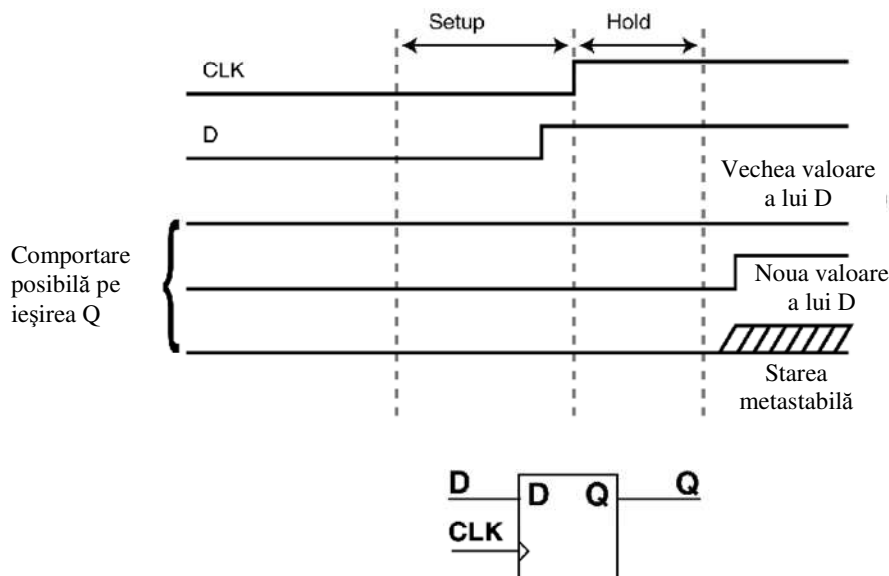 Setup
Hold
CLK
D
Vechea valoare
a lui D
Comportare
posibilă pe
ieşirea Q
Noua valoare
a lui D
Starea
metastabilă
D
D
Q
Q
CLK